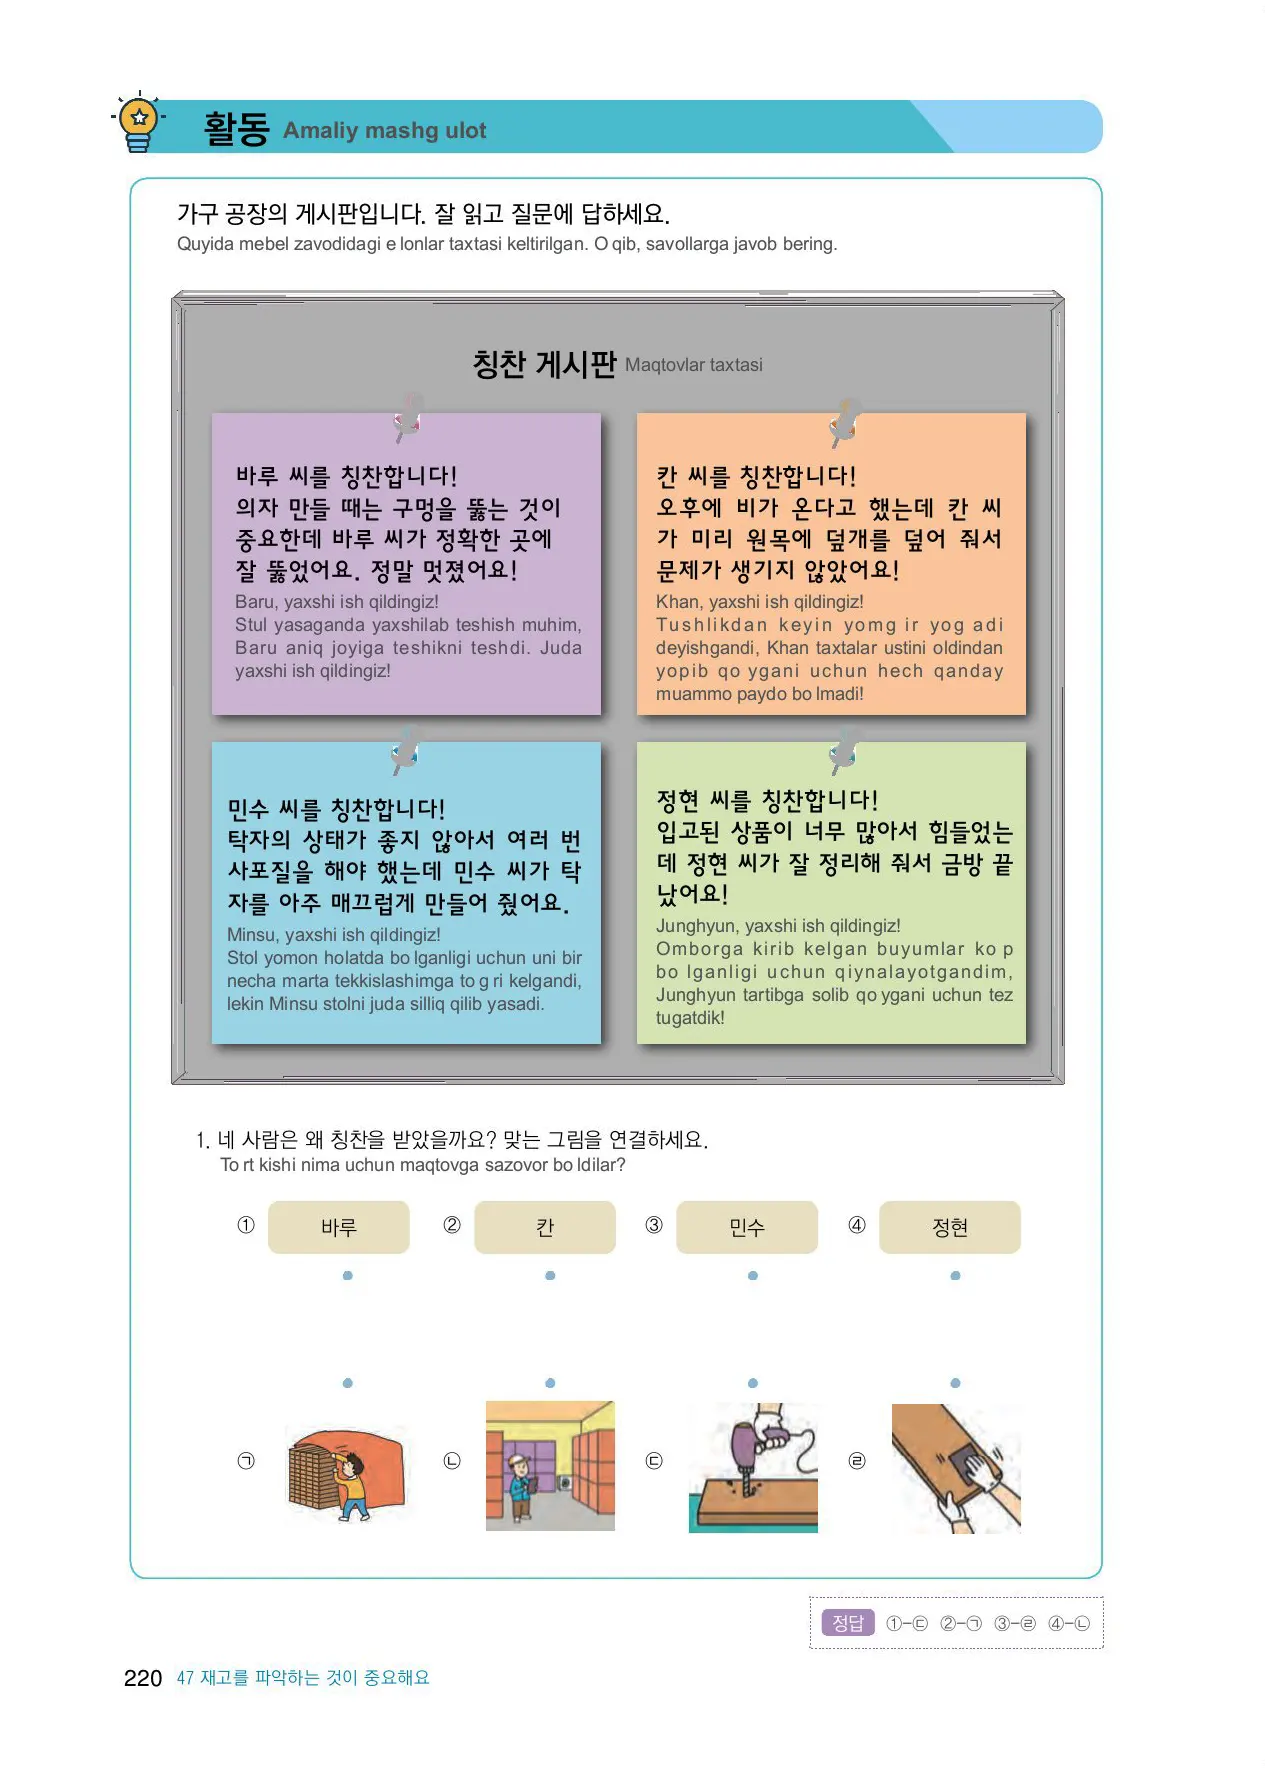 활동 Amaliy mashg ulot
가구 공장의 게시판입니다. 잘 읽고 질문에 답하세요.
Quyida mebel zavodidagi e lonlar taxtasi keltirilgan. O qib, savollarga javob bering.
칭찬 게시판 Maqtovlar taxtasi
바루 씨를 칭찬합니다!
의자 만들 때는 구멍을 뚫는 것이
중요한데 바루 씨가 정확한 곳에
잘 뚫었어요. 정말 멋졌어요!
Baru, yaxshi ish qildingiz!
Stul yasaganda yaxshilab teshish muhim,
Baru aniq joyiga teshikni teshdi. Juda
yaxshi ish qildingiz!
칸 씨를 칭찬합니다!
오후에 비가 온다고 했는데 칸 씨
가 미리 원목에 덮개를 덮어 줘서
문제가 생기지 않았어요!
Khan, yaxshi ish qildingiz!
Tushlikdan keyin yomg ir yog adi
deyishgandi, Khan taxtalar ustini oldindan
yopib qo ygani uchun hech qanday
muammo paydo bo lmadi!
민수 씨를 칭찬합니다!
탁자의 상태가 좋지 않아서 여러 번
사포질을 해야 했는데 민수 씨가 탁
자를 아주 매끄럽게 만들어 줬어요.
Minsu, yaxshi ish qildingiz!
Stol yomon holatda bo lganligi uchun uni bir
necha marta tekkislashimga to g ri kelgandi,
lekin Minsu stolni juda silliq qilib yasadi.
정현 씨를 칭찬합니다!
입고된 상품이 너무 많아서 힘들었는
데 정현 씨가 잘 정리해 줘서 금방 끝
났어요!
Junghyun, yaxshi ish qildingiz!
Omborga kirib kelgan buyumlar ko p
bo lganligi uchun qiynalayotgandim,
Junghyun tartibga solib qo ygani uchun tez
tugatdik!
1. 네 사람은 왜 칭찬을 받았을까요? 맞는 그림을 연결하세요.
To rt kishi nima uchun maqtovga sazovor bo ldilar?
① 바루 ② 칸 ③ 민수 ④ 정현
㉠ ㉡ ㉢ ㉣
정답 ①-㉢ ②-㉠ ③-㉣ ④-㉡
220 47 재고를 파악하는 것이 중요해요